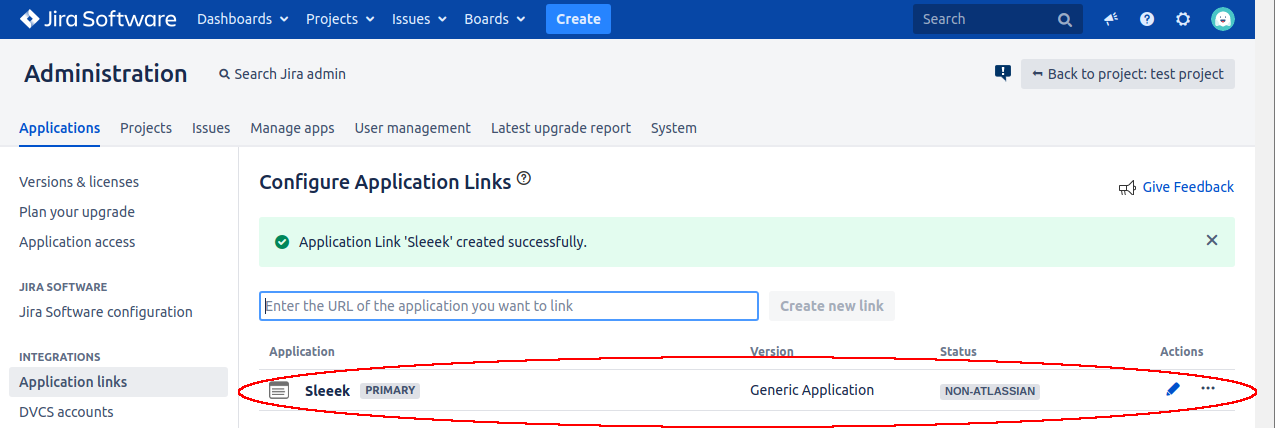 Jira Software Dashboards Projects Issues Boards Create Search
Administration Search Jira admin Back to project: test project
Applications Projects Issues Manage apps User management Latest upgrade report System
Versions & licenses
Plan your upgrade
Application access
JIRA SOFTWARE
Jira Software configuration
INTEGRATIONS
Application links
DVCS accounts
Configure Application Links
Give Feedback
Application Link 'Sleeek' created successfully.
Enter the URL of the application you want to link Create new link
Application Version Status Actions
Sleeek PRIMARY Generic Application NON-ATLASSIAN